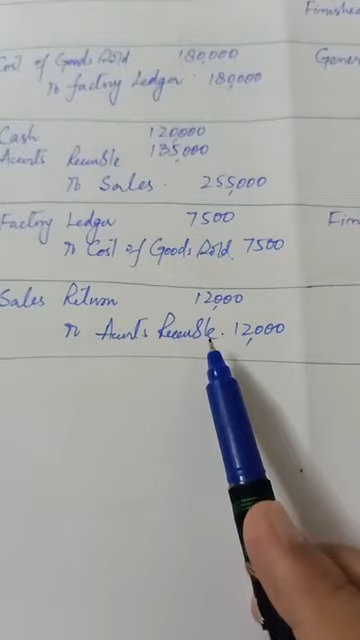 Finished
Cost of Goods Sold 180,000
To Factory Ledger 180,000
Cash 120,000
Accounts Receivable 135,000
To Sales. 255,000
Factory Ledger 7500
To Cost of Goods Sold. 7500
Sales Return 12,000
To Accounts Receivable. 12,000